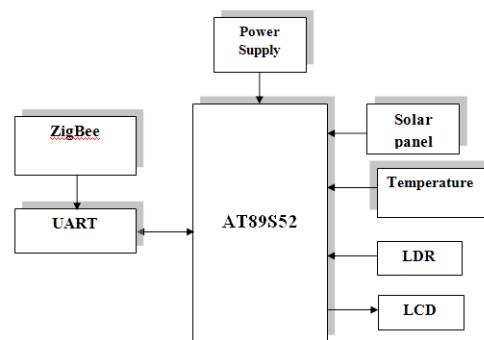 Power
Supply
ZigBee
Solar
panel
Temperature
UART
AT89S52
LDR
LCD